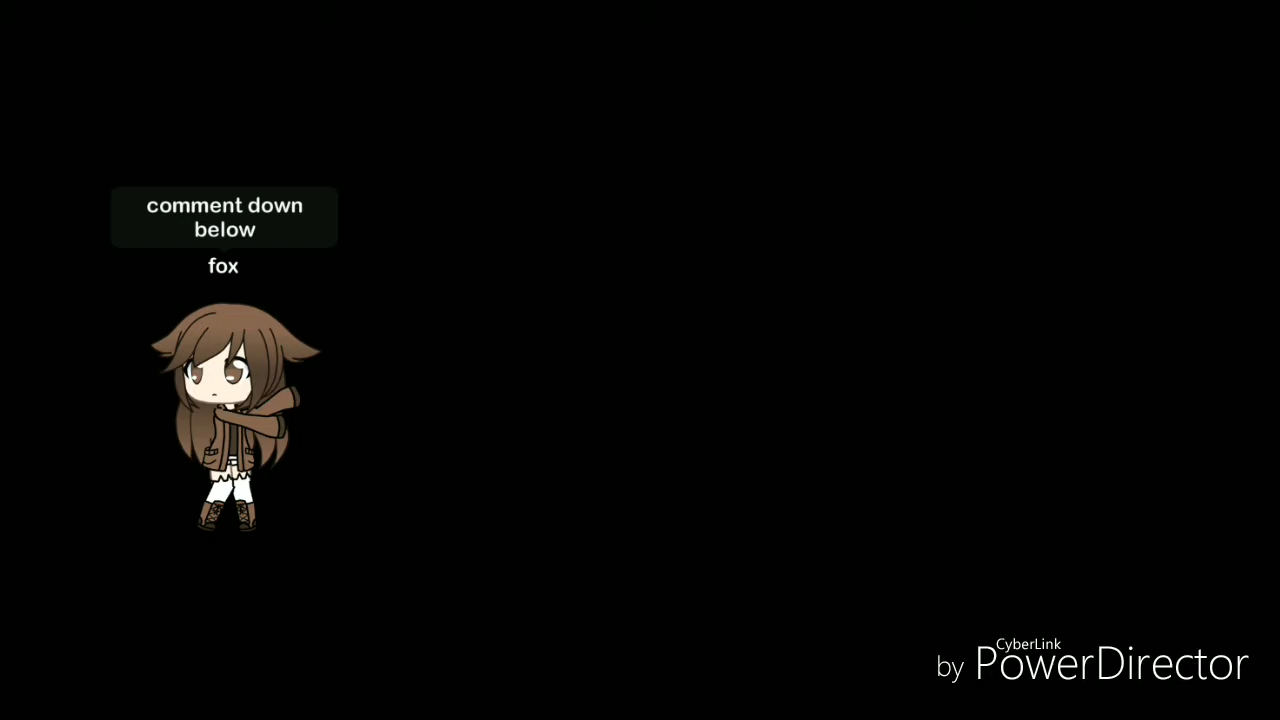 comment down
below
fox
CyberLink
by PowerDirector